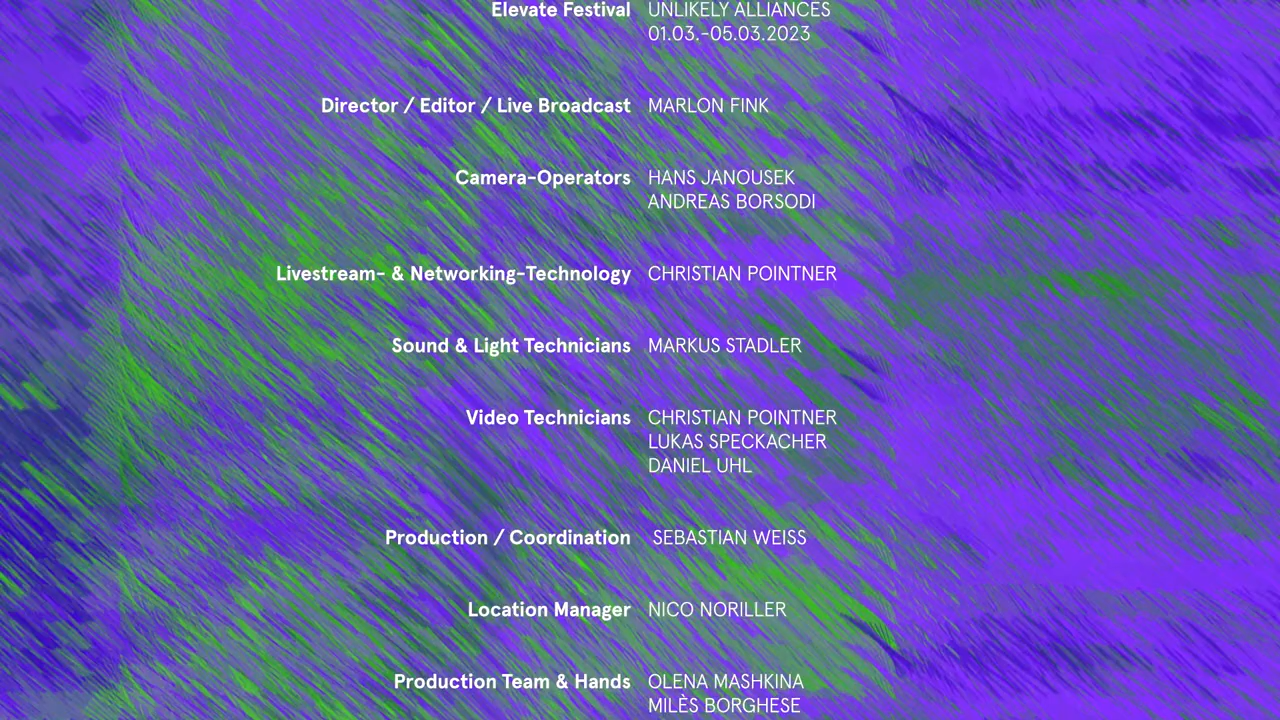 Elevate Festival UNLIKELY ALLIANCES
01.03.-05.03.2023
Director / Editor / Live Broadcast MARLON FINK
Camera-Operators HANS JANOUSEK
ANDREAS BORSODI
Livestream- & Networking-Technology CHRISTIAN POINTNER
Sound & Light Technicians MARKUS STADLER
Video Technicians CHRISTIAN POINTNER
LUKAS SPECKACHER
DANIEL UHL
Production / Coordination SEBASTIAN WEISS
Location Manager NICO NORILLER
Production Team & Hands OLENA MASHKINA
MILÈS BORGHESE